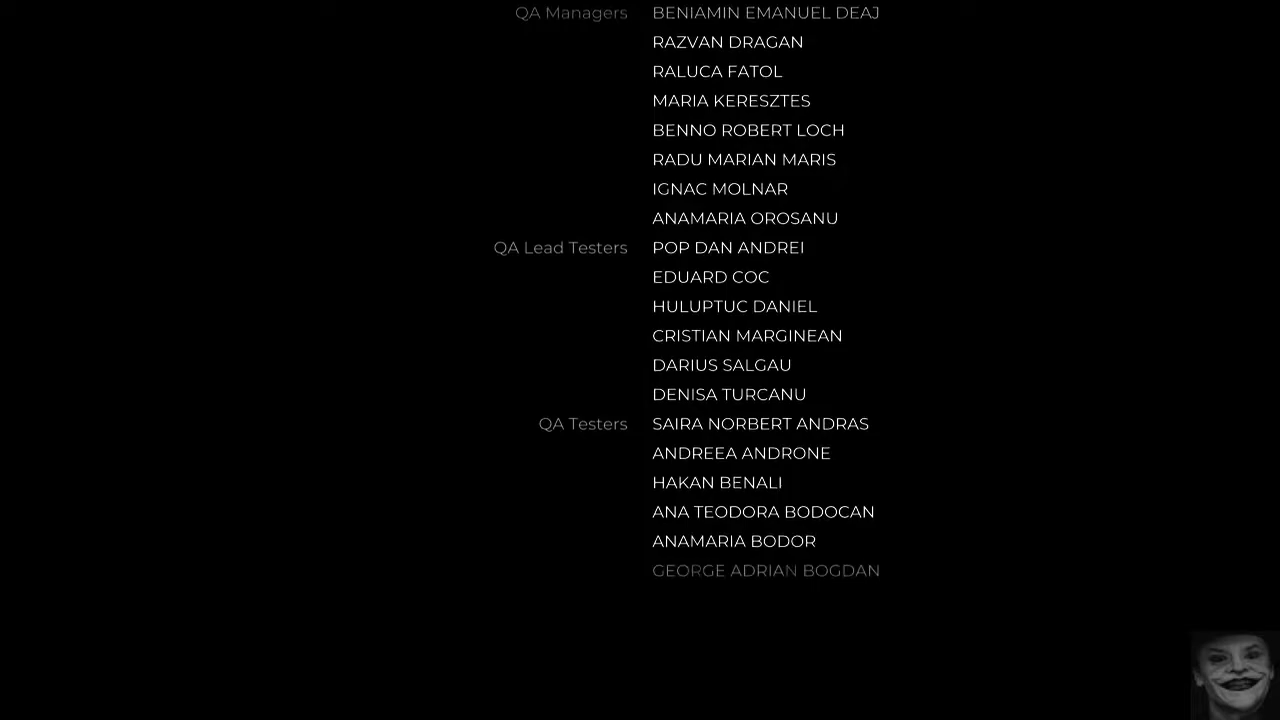 QA Managers BENIAMIN EMANUEL DEAJ
RAZVAN DRAGAN
RALUCA FATOL
MARIA KERESZTES
BENNO ROBERT LOCH
RADU MARIAN MARIS
IGNAC MOLNAR
ANAMARIA OROSANU
QA Lead Testers POP DAN ANDREI
EDUARD COC
HULUPTUC DANIEL
CRISTIAN MARGINEAN
DARIUS SALGAU
DENISA TURCANU
QA Testers SAIRA NORBERT ANDRAS
ANDREEA ANDRONE
HAKAN BENALI
ANA TEODORA BODOCAN
ANAMARIA BODOR
GEORGE ADRIAN BOGDAN